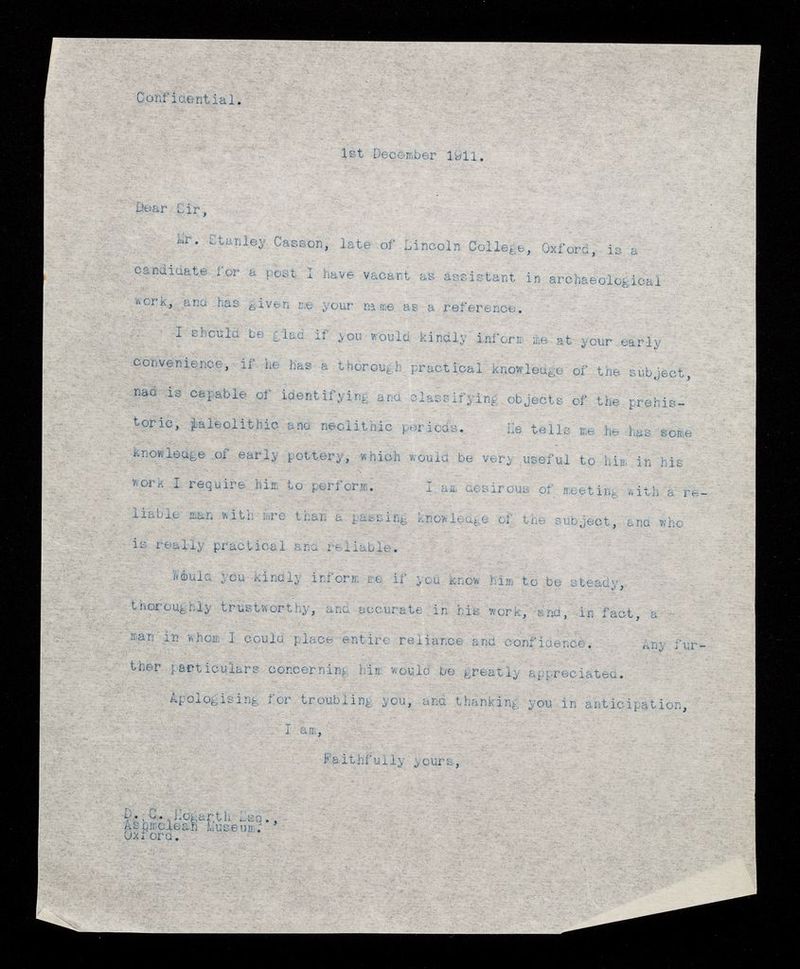 Confidential.
1st December 1911.
Dear Sir,
Mr. Stanley Casson, late of Lincoln College, Oxford, is a
candidate for a post I have vacant as assistant in archaeological
work, and has given me your name as a reference.
I should be glad if you would kindly inform me at your early
convenience, if he has a thorough practical knowledge of the subject,
nad is capable of identifying and classifying objects of the prehis-
toric, paleolithic and neolithic periods. He tells me he has some
knowledge of early pottery, which would be very useful to him in his
work I require him to perform. I am desirous of meeting with a re-
liable man with mre than a passing knowledge of the subject, and who
is really practical and reliable.
Would you kindly inform me if you know him to be steady,
thoroughly trustworthy, and accurate in his work, and, in fact, a
man in whom I could place entire reliance and confidence. Any fur-
ther particulars concerning him would be greatly appreciated.
Apologising for troubling you, and thanking you in anticipation,
I am,
Faithfully yours,
D. G. Hogarth Esq.,
Ashmolean Museum.,
Oxford.